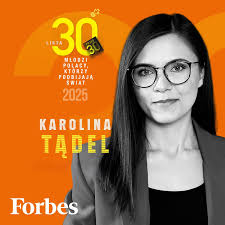 LISTA 30
MŁODZI
POLACY,
KTÓRZY
PODBIJAJĄ
ŚWIAT
2025
KAROLINA
TĄDEL
Forbes